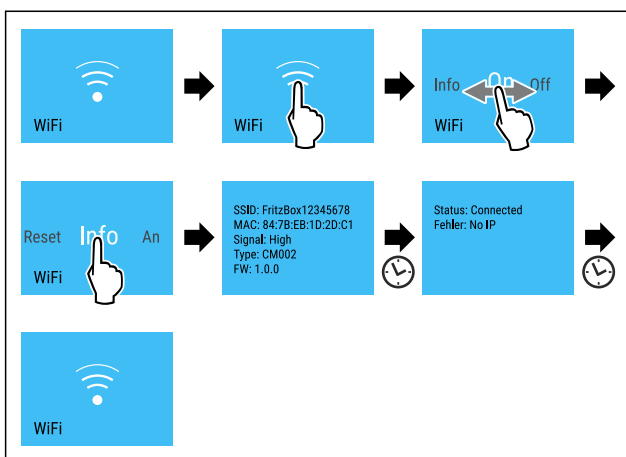 WiFi
WiFi
Info On Off
WiFi
Reset Info An
WiFi
SSID: FritzBox12345678
MAC: 84:7B:EB:1D:2D:C1
Signal: High
Type: CM002
FW: 1.0.0
Status: Connected
Fehler: No IP
WiFi